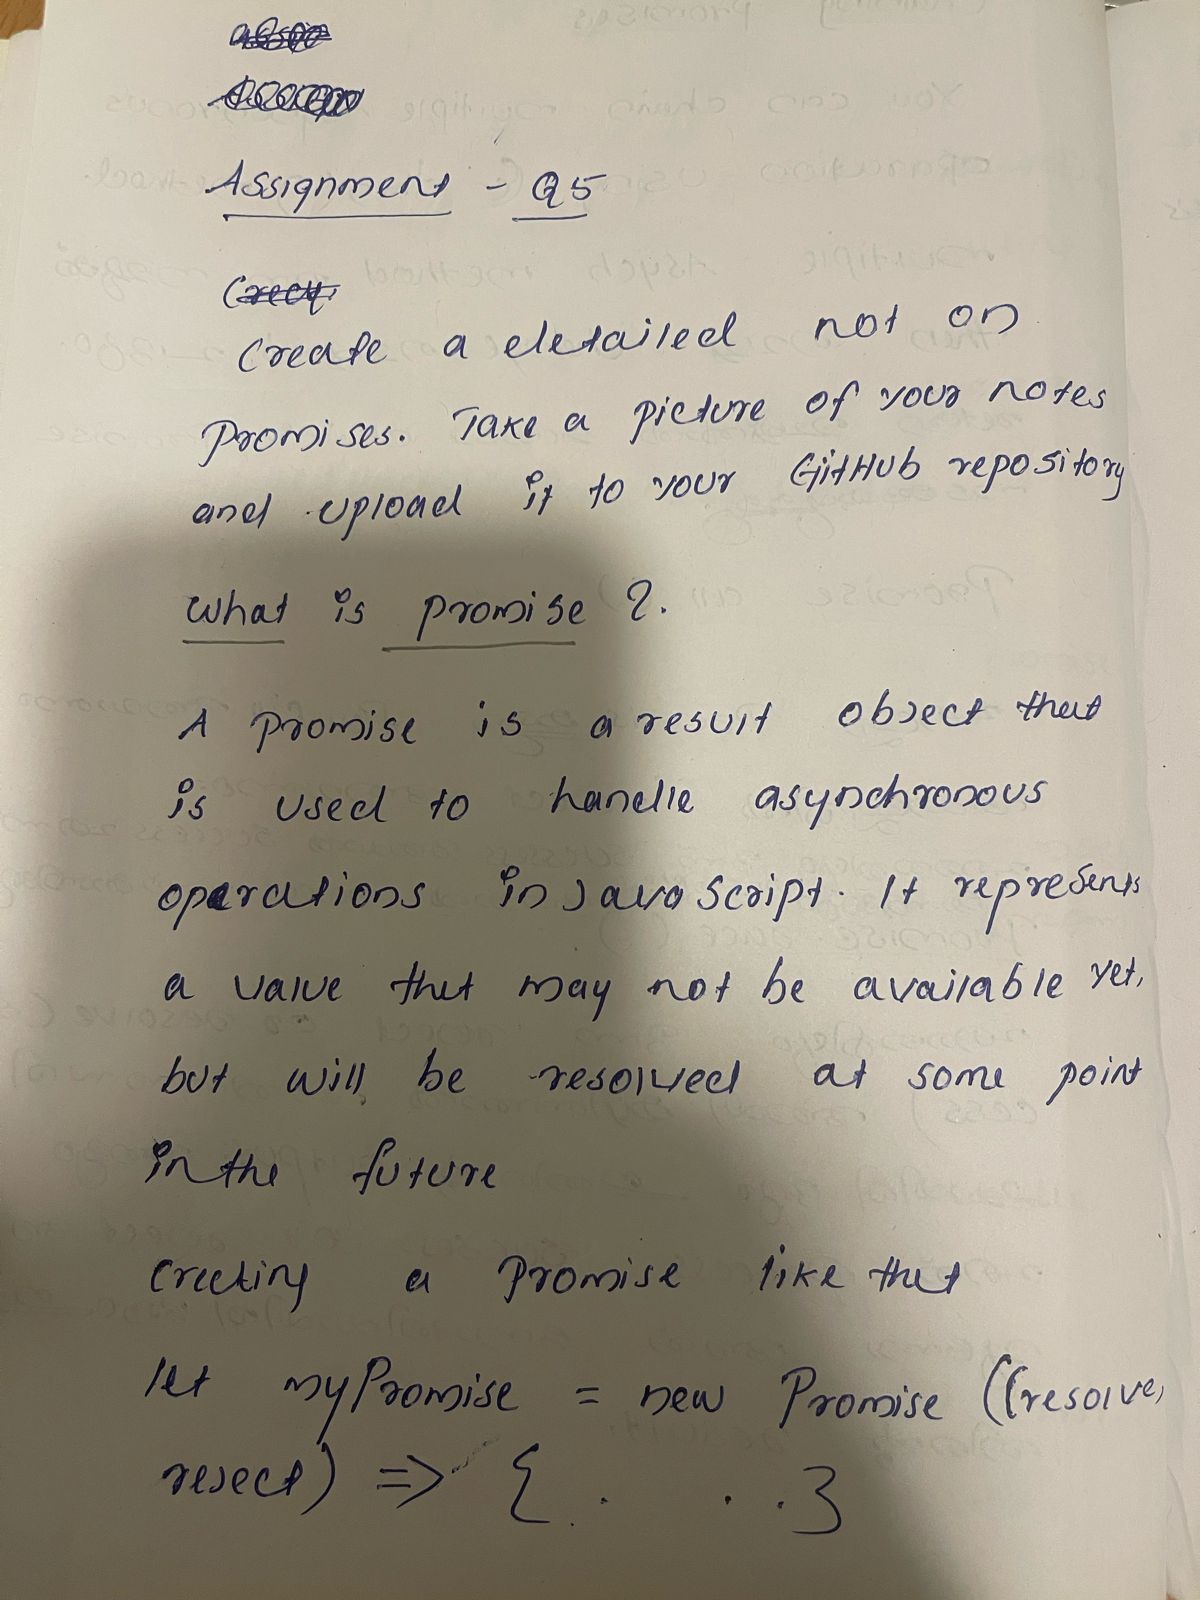 Assignment - Q5
Create a detailed not on
promises. Take a picture of your notes
and upload it to your GitHub repository
What is promise ?.
A promise is a result object that
is used to handle asynchronous
operations in JavaScript. It represents
a value that may not be available yet,
but will be resolved at some point
in the future
Creating a Promise like that
let myPromise = new Promise ((resolve,
reject) => { . . . }